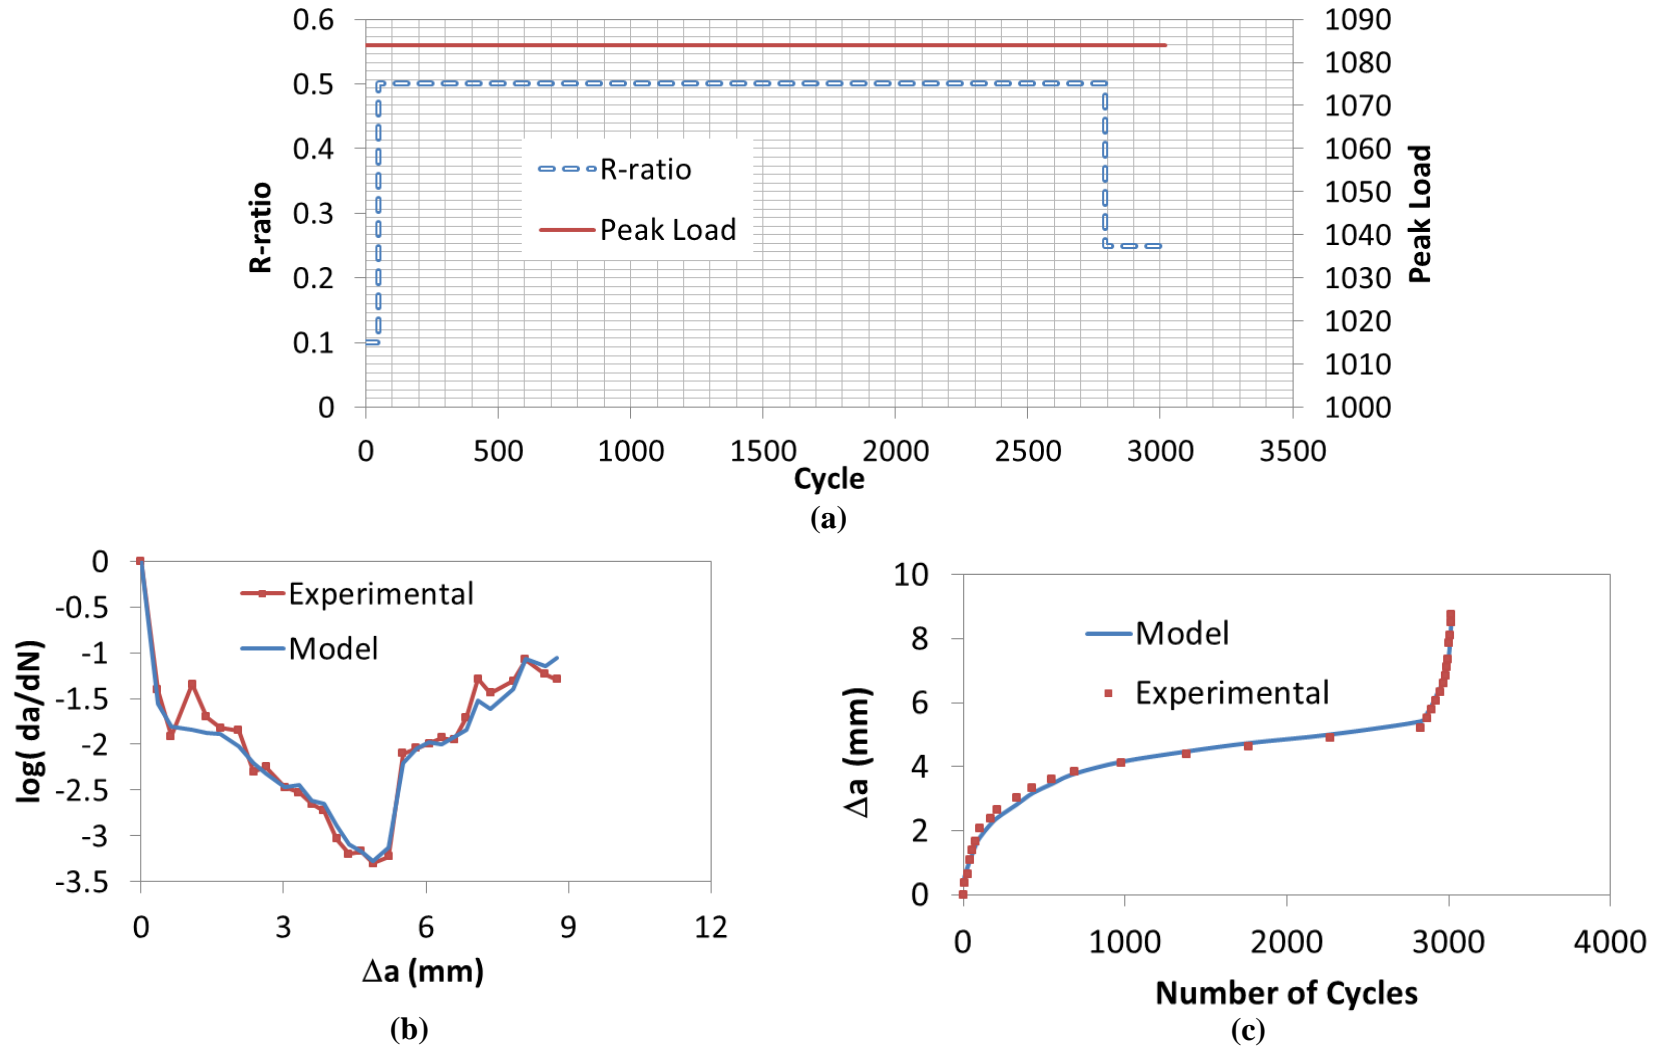 0.6
0.5
0.4
0.3
0.2
0.1
0
R-ratio
R-ratio
Peak Load
1090
1080
1070
1060
1050
1040
1030
1020
1010
1000
Peak Load
0 500 1000 1500 2000 2500 3000 3500
Cycle
(a)
0
-0.5
-1
-1.5
-2
-2.5
-3
-3.5
log( da/dN)
Experimental
Model
0 3 6 9 12
Δa (mm)
(b)
10
8
6
4
2
0
Δa (mm)
Model
Experimental
0 1000 2000 3000 4000
Number of Cycles
(c)